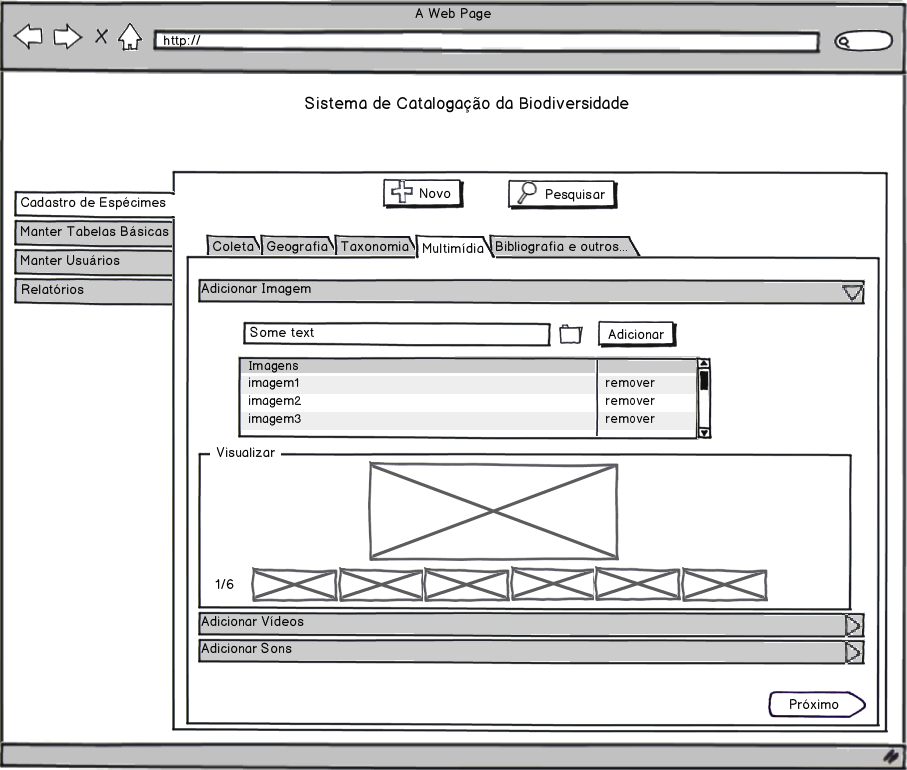 A Web Page
http://
Sistema de Catalogação da Biodiversidade
Novo
Pesquisar
Cadastro de Espécimes
Manter Tabelas Básicas
Manter Usuários
Relatórios
Coleta
Geografia
Taxonomia
Multimídia
Bibliografia e outros...
Adicionar Imagem
Some text
Adicionar
Imagens
imagem1 remover
imagem2 remover
imagem3 remover
Visualizar
1/6
Adicionar Vídeos
Adicionar Sons
Próximo